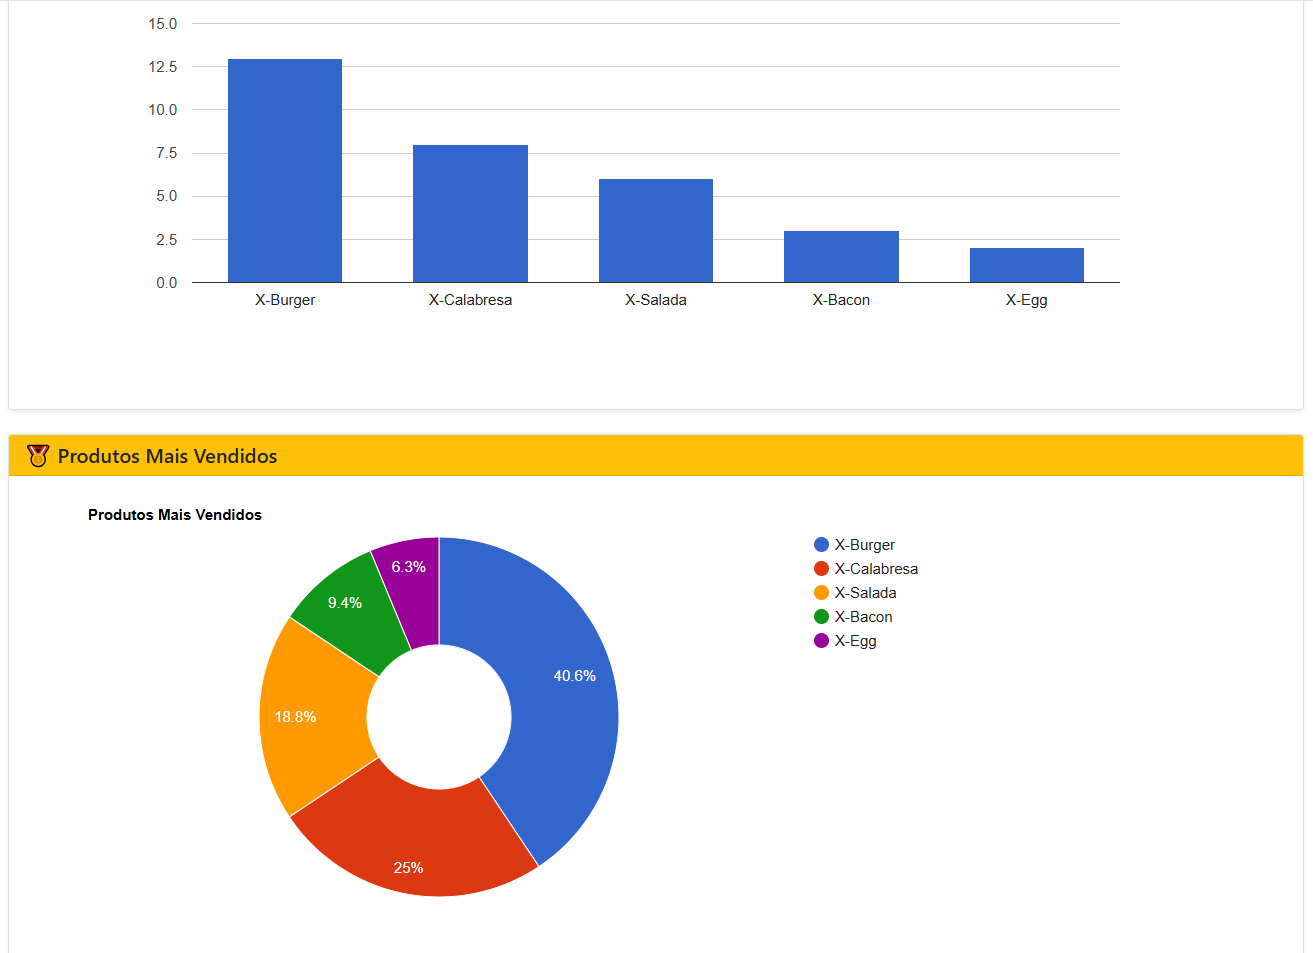 15.0
12.5
10.0
7.5
5.0
2.5
0.0
X-Burger X-Calabresa X-Salada X-Bacon X-Egg
Produtos Mais Vendidos
Produtos Mais Vendidos
X-Burger
X-Calabresa
X-Salada
X-Bacon
X-Egg
6.3%
9.4%
40.6%
18.8%
25%